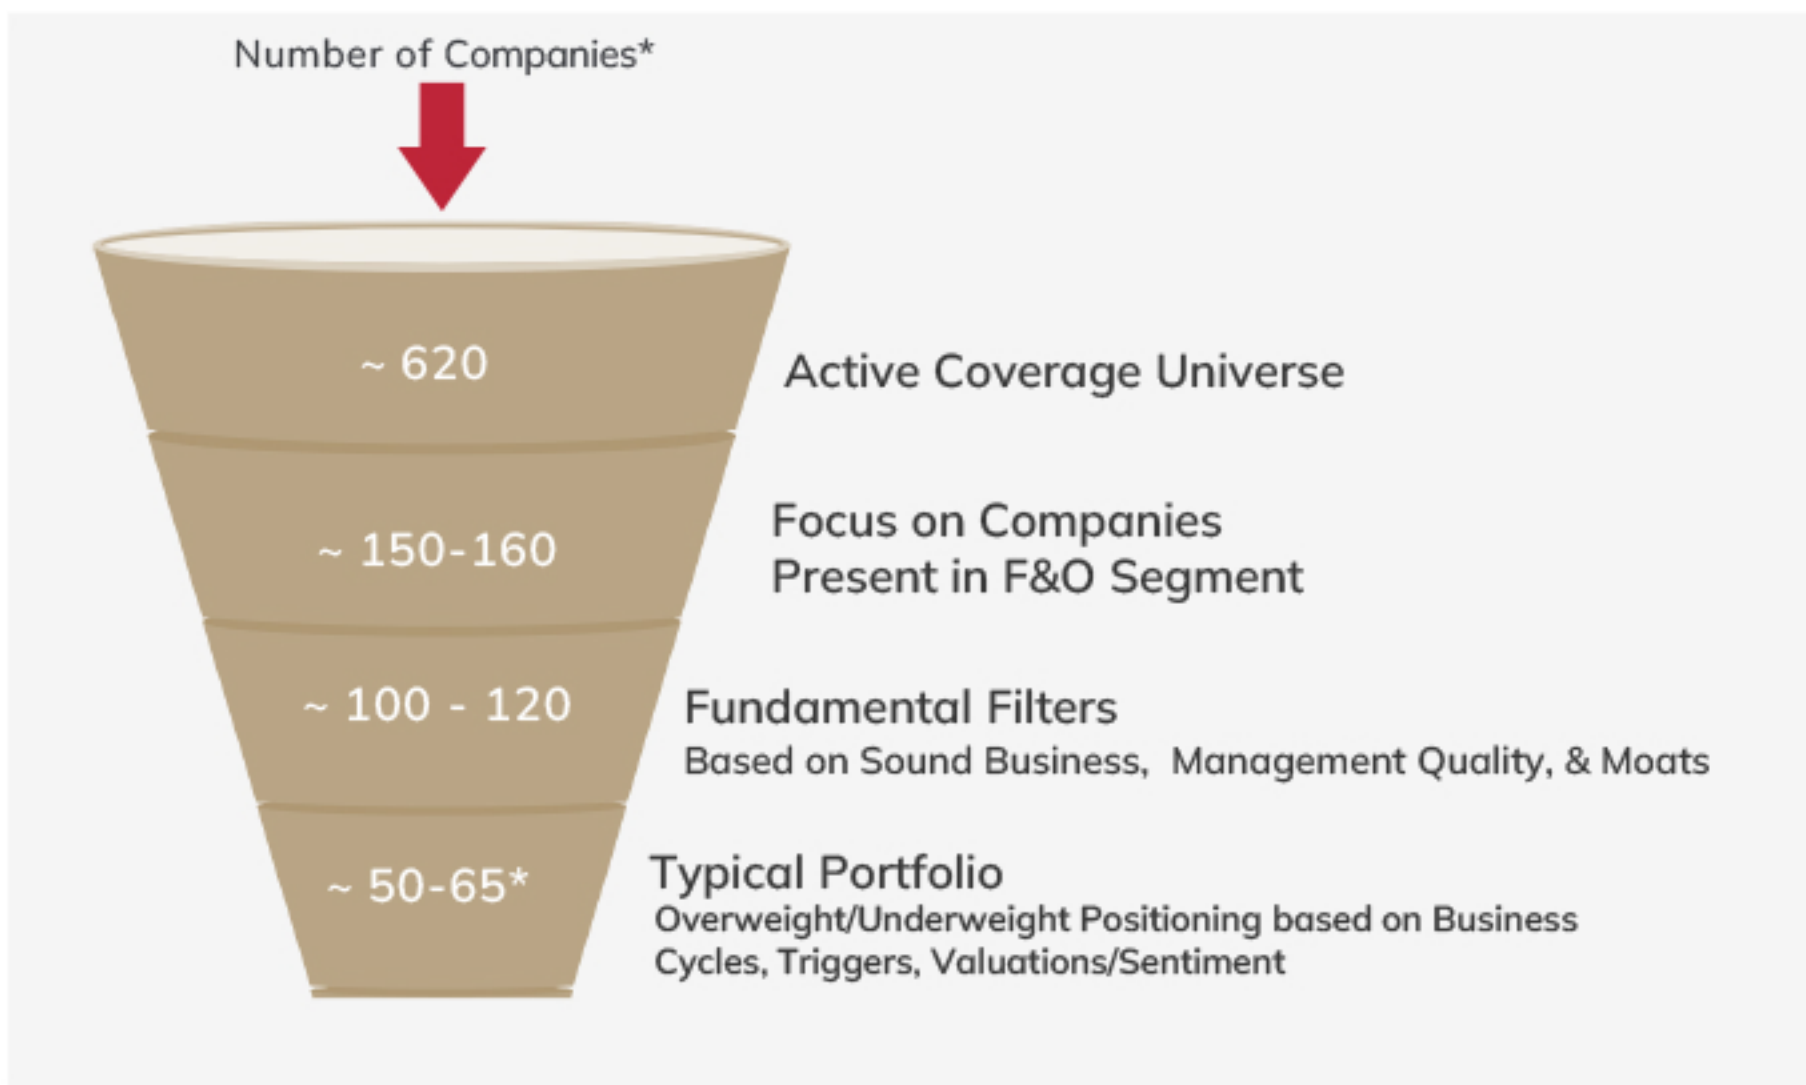 Number of Companies*
~ 620
Active Coverage Universe
~ 150-160
Focus on Companies
Present in F&O Segment
~ 100 - 120
Fundamental Filters
Based on Sound Business, Management Quality, & Moats
~ 50-65*
Typical Portfolio
Overweight/Underweight Positioning based on Business
Cycles, Triggers, Valuations/Sentiment